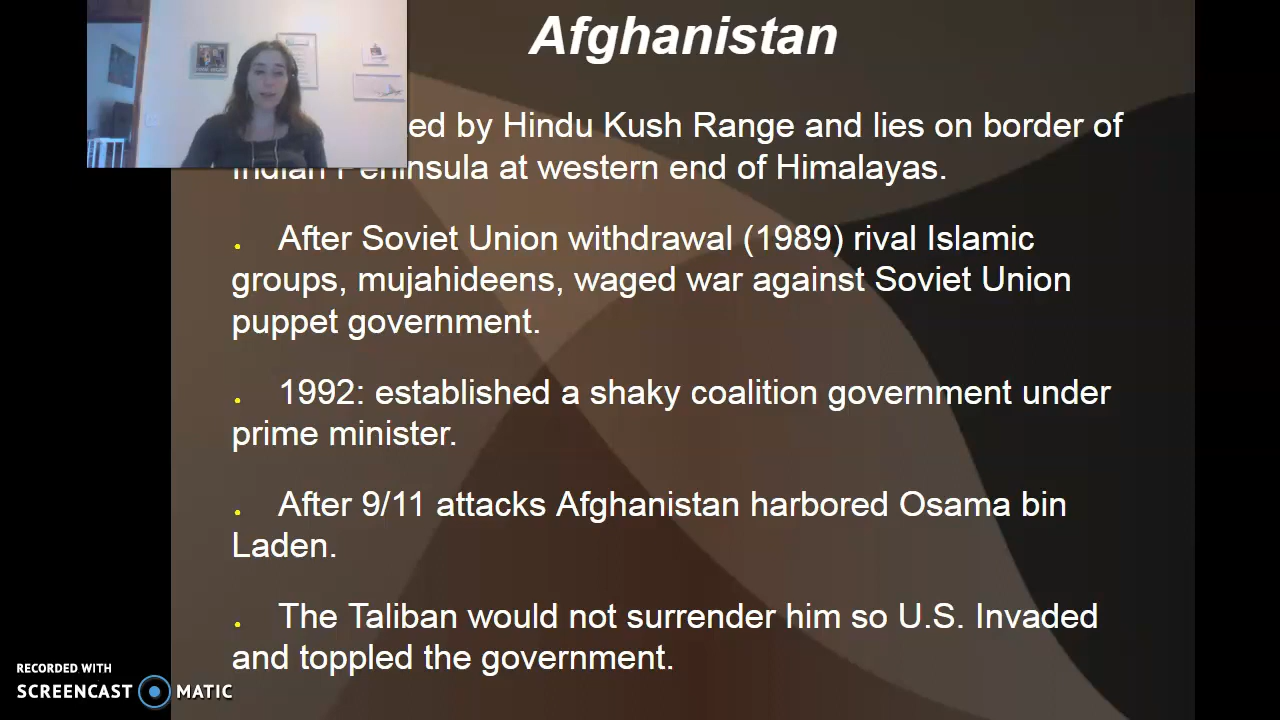 Afghanistan
by Hindu Kush Range and lies on border of
Indian Peninsula at western end of Himalayas.
. After Soviet Union withdrawal (1989) rival Islamic
groups, mujahideens, waged war against Soviet Union
puppet government.
. 1992: established a shaky coalition government under
prime minister.
. After 9/11 attacks Afghanistan harbored Osama bin
Laden.
. The Taliban would not surrender him so U.S. Invaded
and toppled the government.
RECORDED WITH
SCREENCAST MATIC